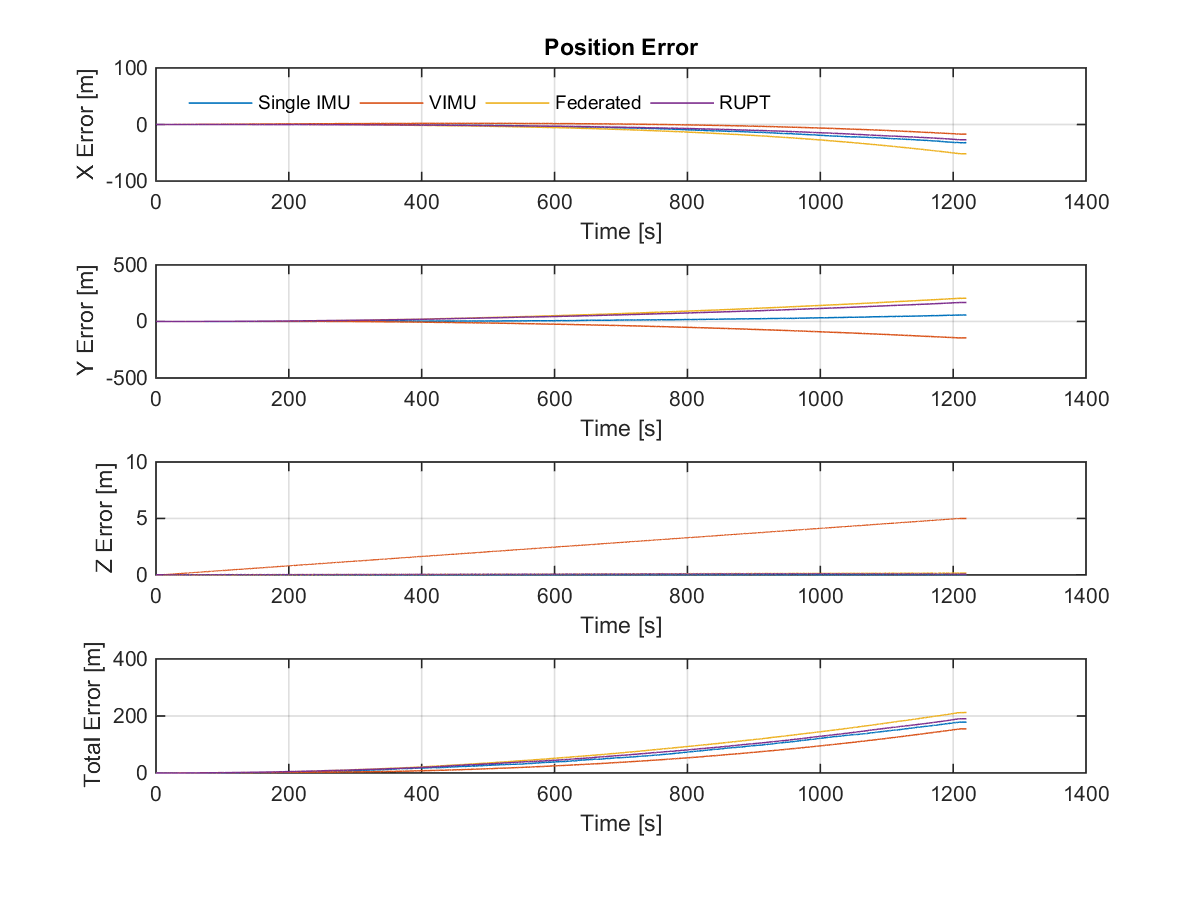 Position Error
X Error [m]
100
0
-100
Single IMU VIMU Federated RUPT
0 200 400 600 800 1000 1200 1400
Time [s]
Y Error [m]
500
0
-500
0 200 400 600 800 1000 1200 1400
Time [s]
Z Error [m]
10
5
0
0 200 400 600 800 1000 1200 1400
Time [s]
Total Error [m]
400
200
0
0 200 400 600 800 1000 1200 1400
Time [s]